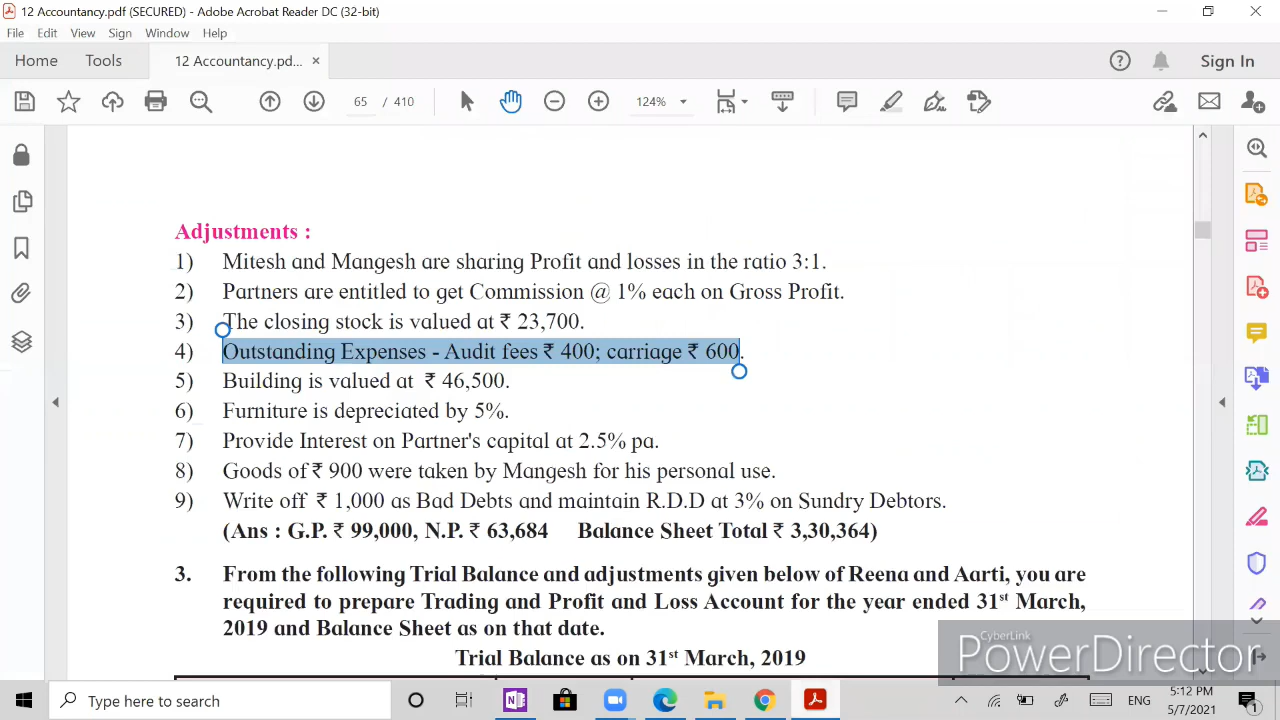 12 Accountancy.pdf (SECURED) - Adobe Acrobat Reader DC (32-bit)
File Edit View Sign Window Help
Home Tools 12 Accountancy.pd... × Sign In
65 / 410 124%
Adjustments :
1) Mitesh and Mangesh are sharing Profit and losses in the ratio 3:1.
2) Partners are entitled to get Commission @ 1% each on Gross Profit.
3) The closing stock is valued at ₹ 23,700.
4) Outstanding Expenses - Audit fees ₹ 400; carriage ₹ 600.
5) Building is valued at ₹ 46,500.
6) Furniture is depreciated by 5%.
7) Provide Interest on Partner's capital at 2.5% pa.
8) Goods of ₹ 900 were taken by Mangesh for his personal use.
9) Write off ₹ 1,000 as Bad Debts and maintain R.D.D at 3% on Sundry Debtors.
(Ans : G.P. ₹ 99,000, N.P. ₹ 63,684 Balance Sheet Total ₹ 3,30,364)
3. From the following Trial Balance and adjustments given below of Reena and Aarti, you are
required to prepare Trading and Profit and Loss Account for the year ended 31st March,
2019 and Balance Sheet as on that date.
Trial Balance as on 31st March, 2019
CyberLink
PowerDirector
Type here to search
ENG
5:12 PM
5/7/2021
1